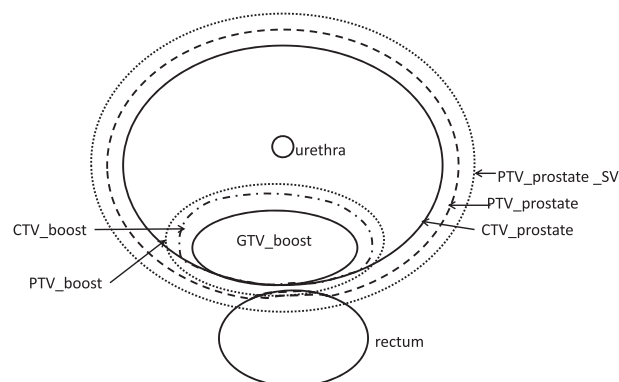 urethra
PTV_prostate _SV
PTV_prostate
CTV_prostate
CTV_boost
GTV_boost
PTV_boost
rectum